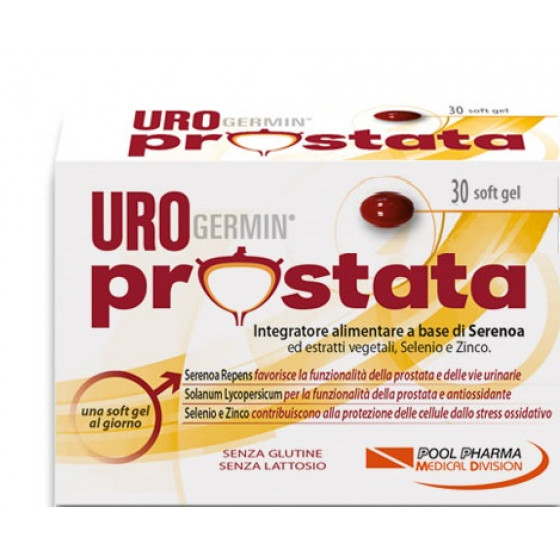 UROGERMIN®
30 soft gel
prostata
URO GERMIN®
30 soft gel
prostata
Integratore alimentare a base di Serenoa
ed estratti vegetali, Selenio e Zinco.
Serenoa Repens favorisce la funzionalità della prostata e delle vie urinarie
Solanum Lycopersicum per la funzionalità della prostata e antiossidante
Selenio e Zinco contribuiscono alla protezione delle cellule dallo stress ossidativo
una soft gel
al giorno
SENZA GLUTINE
SENZA LATTOSIO
POOL PHARMA
MEDICAL DIVISION